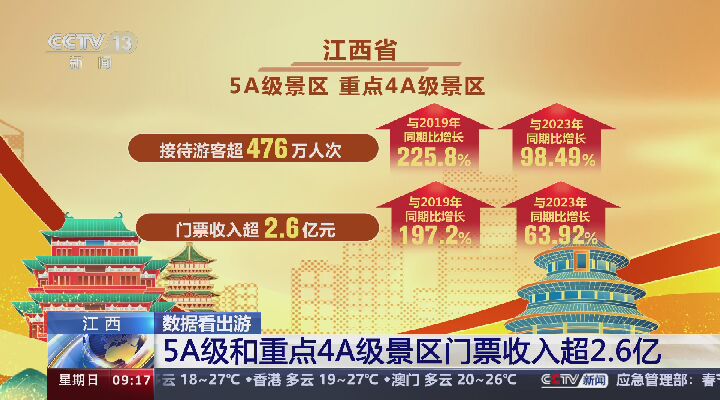 CCTV 13
新闻
江西省
5A级景区 重点4A级景区
接待游客超476万人次
与2019年
同期比增长
225.8%
与2023年
同期比增长
98.49%
门票收入超2.6亿元
与2019年
同期比增长
197.2%
与2023年
同期比增长
63.92%
江西
数据看出游
5A级和重点4A级景区门票收入超2.6亿
星期日 09:17 多云 18~27℃ •香港 多云 19~27℃ •澳门 多云 20~26℃ CCTV新闻 应急管理部：春